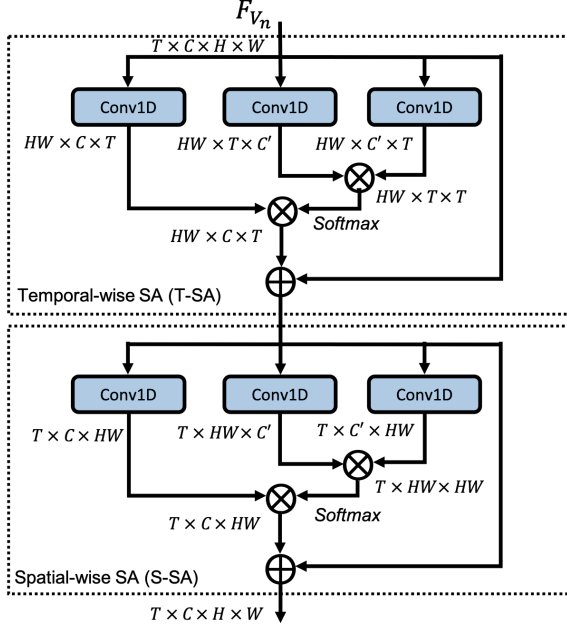 F_{V_n}
T × C × H × W
Conv1D Conv1D Conv1D
HW × C × T HW × T × C′ HW × C′ × T
HW × T × T
Softmax
HW × C × T
Temporal-wise SA (T-SA)
Conv1D Conv1D Conv1D
T × C × HW T × HW × C′ T × C′ × HW
T × HW × HW
Softmax
T × C × HW
Spatial-wise SA (S-SA)
T × C × H × W